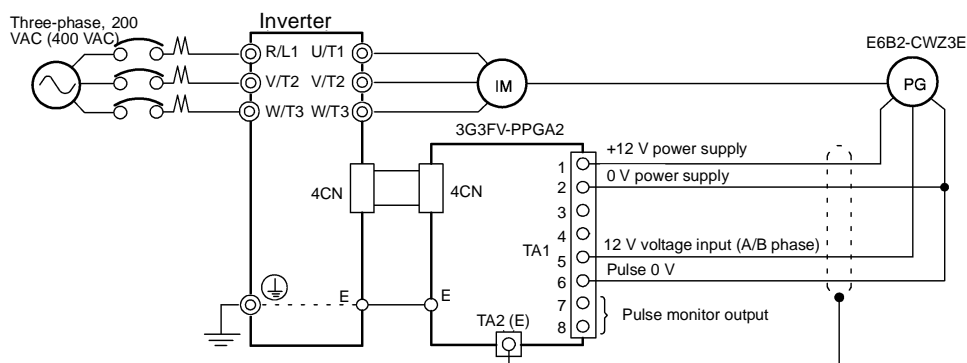 Three-phase, 200
VAC (400 VAC)
Inverter
E6B2-CWZ3E
R/L1 U/T1
V/T2 V/T2
W/T3 W/T3
IM
PG
3G3FV-PPGA2
4CN
4CN
1
+12 V power supply
2
0 V power supply
3
4
TA1
5
12 V voltage input (A/B phase)
6
Pulse 0 V
7
8
Pulse monitor output
E
E
TA2 (E)